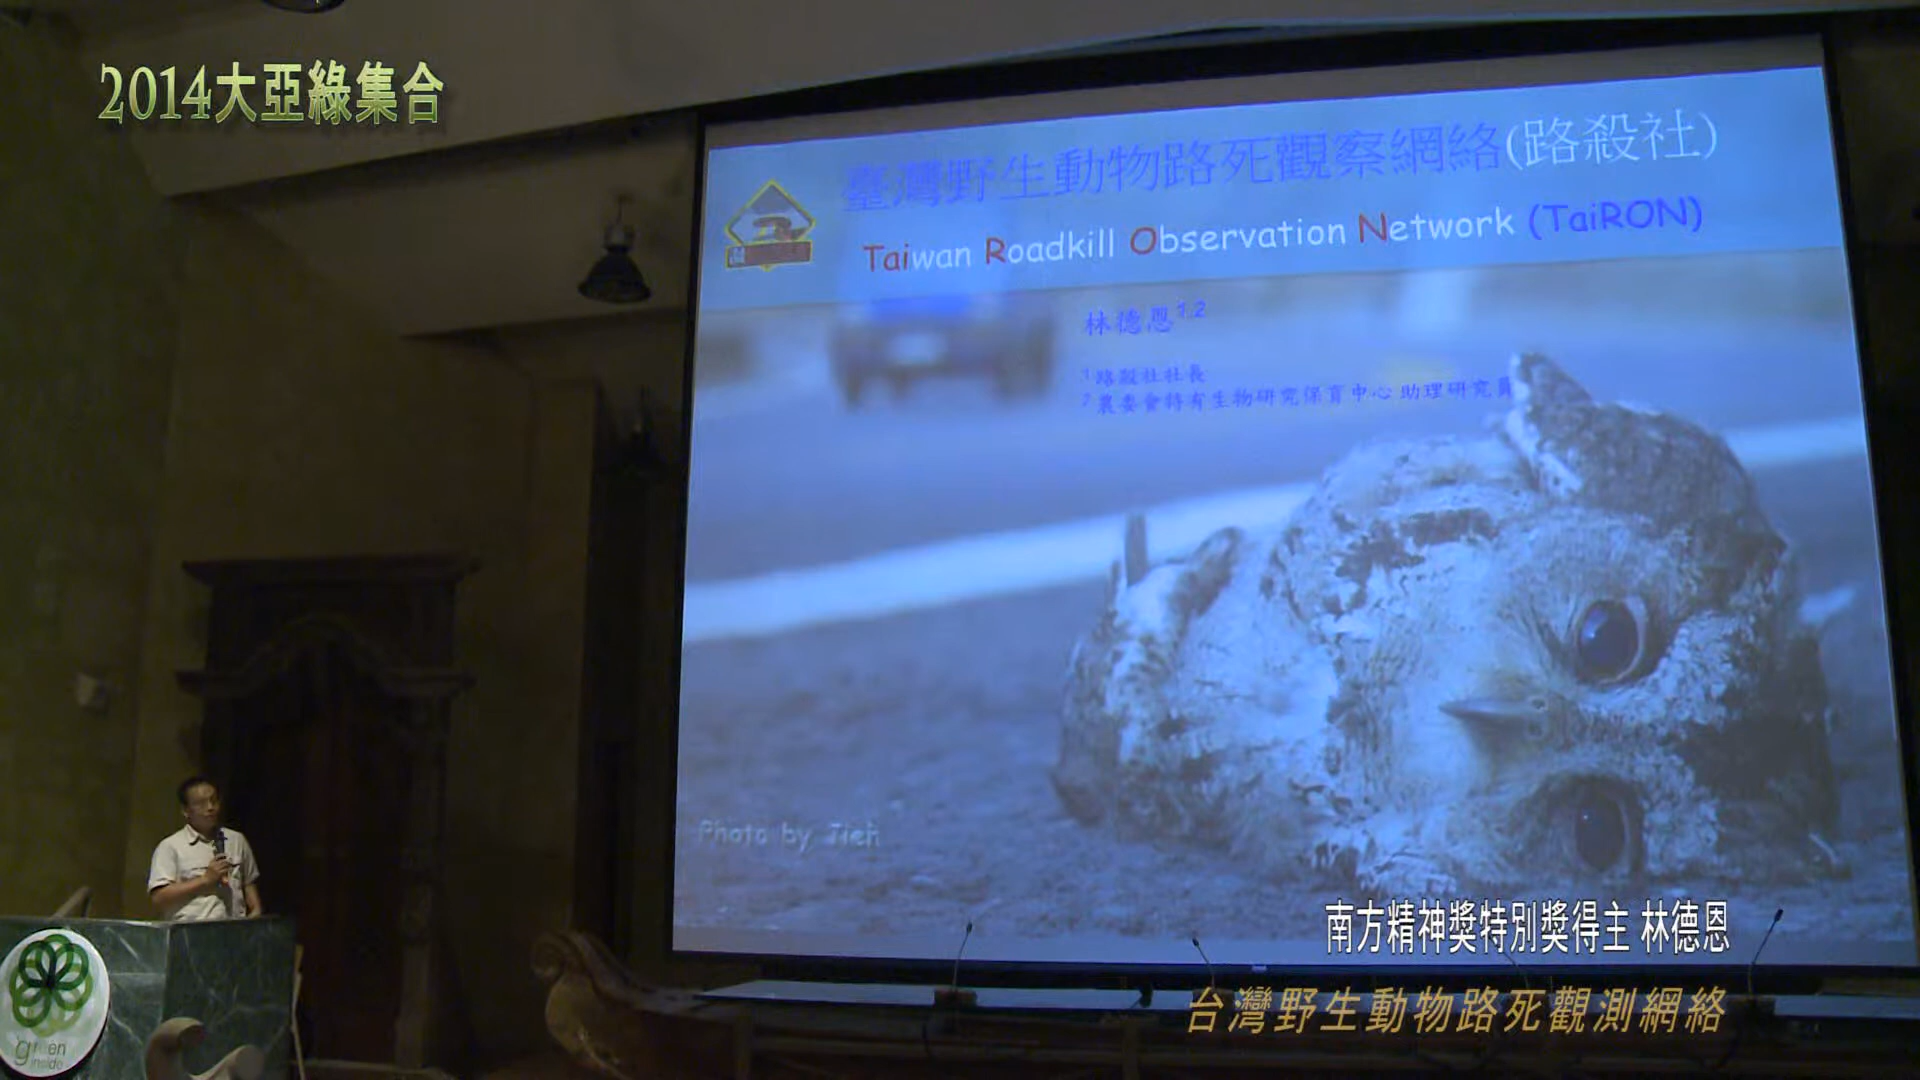 2014大亞綠集合
臺灣野生動物路死觀察網絡(路殺社)
Taiwan Roadkill Observation Network (TaiRON)
林德恩1,2
1路殺社社長
2農委會特有生物研究保育中心 助理研究員
Photo by Jieh
南方精神獎特別獎得主 林德恩
台灣野生動物路死觀測網絡
green
inside